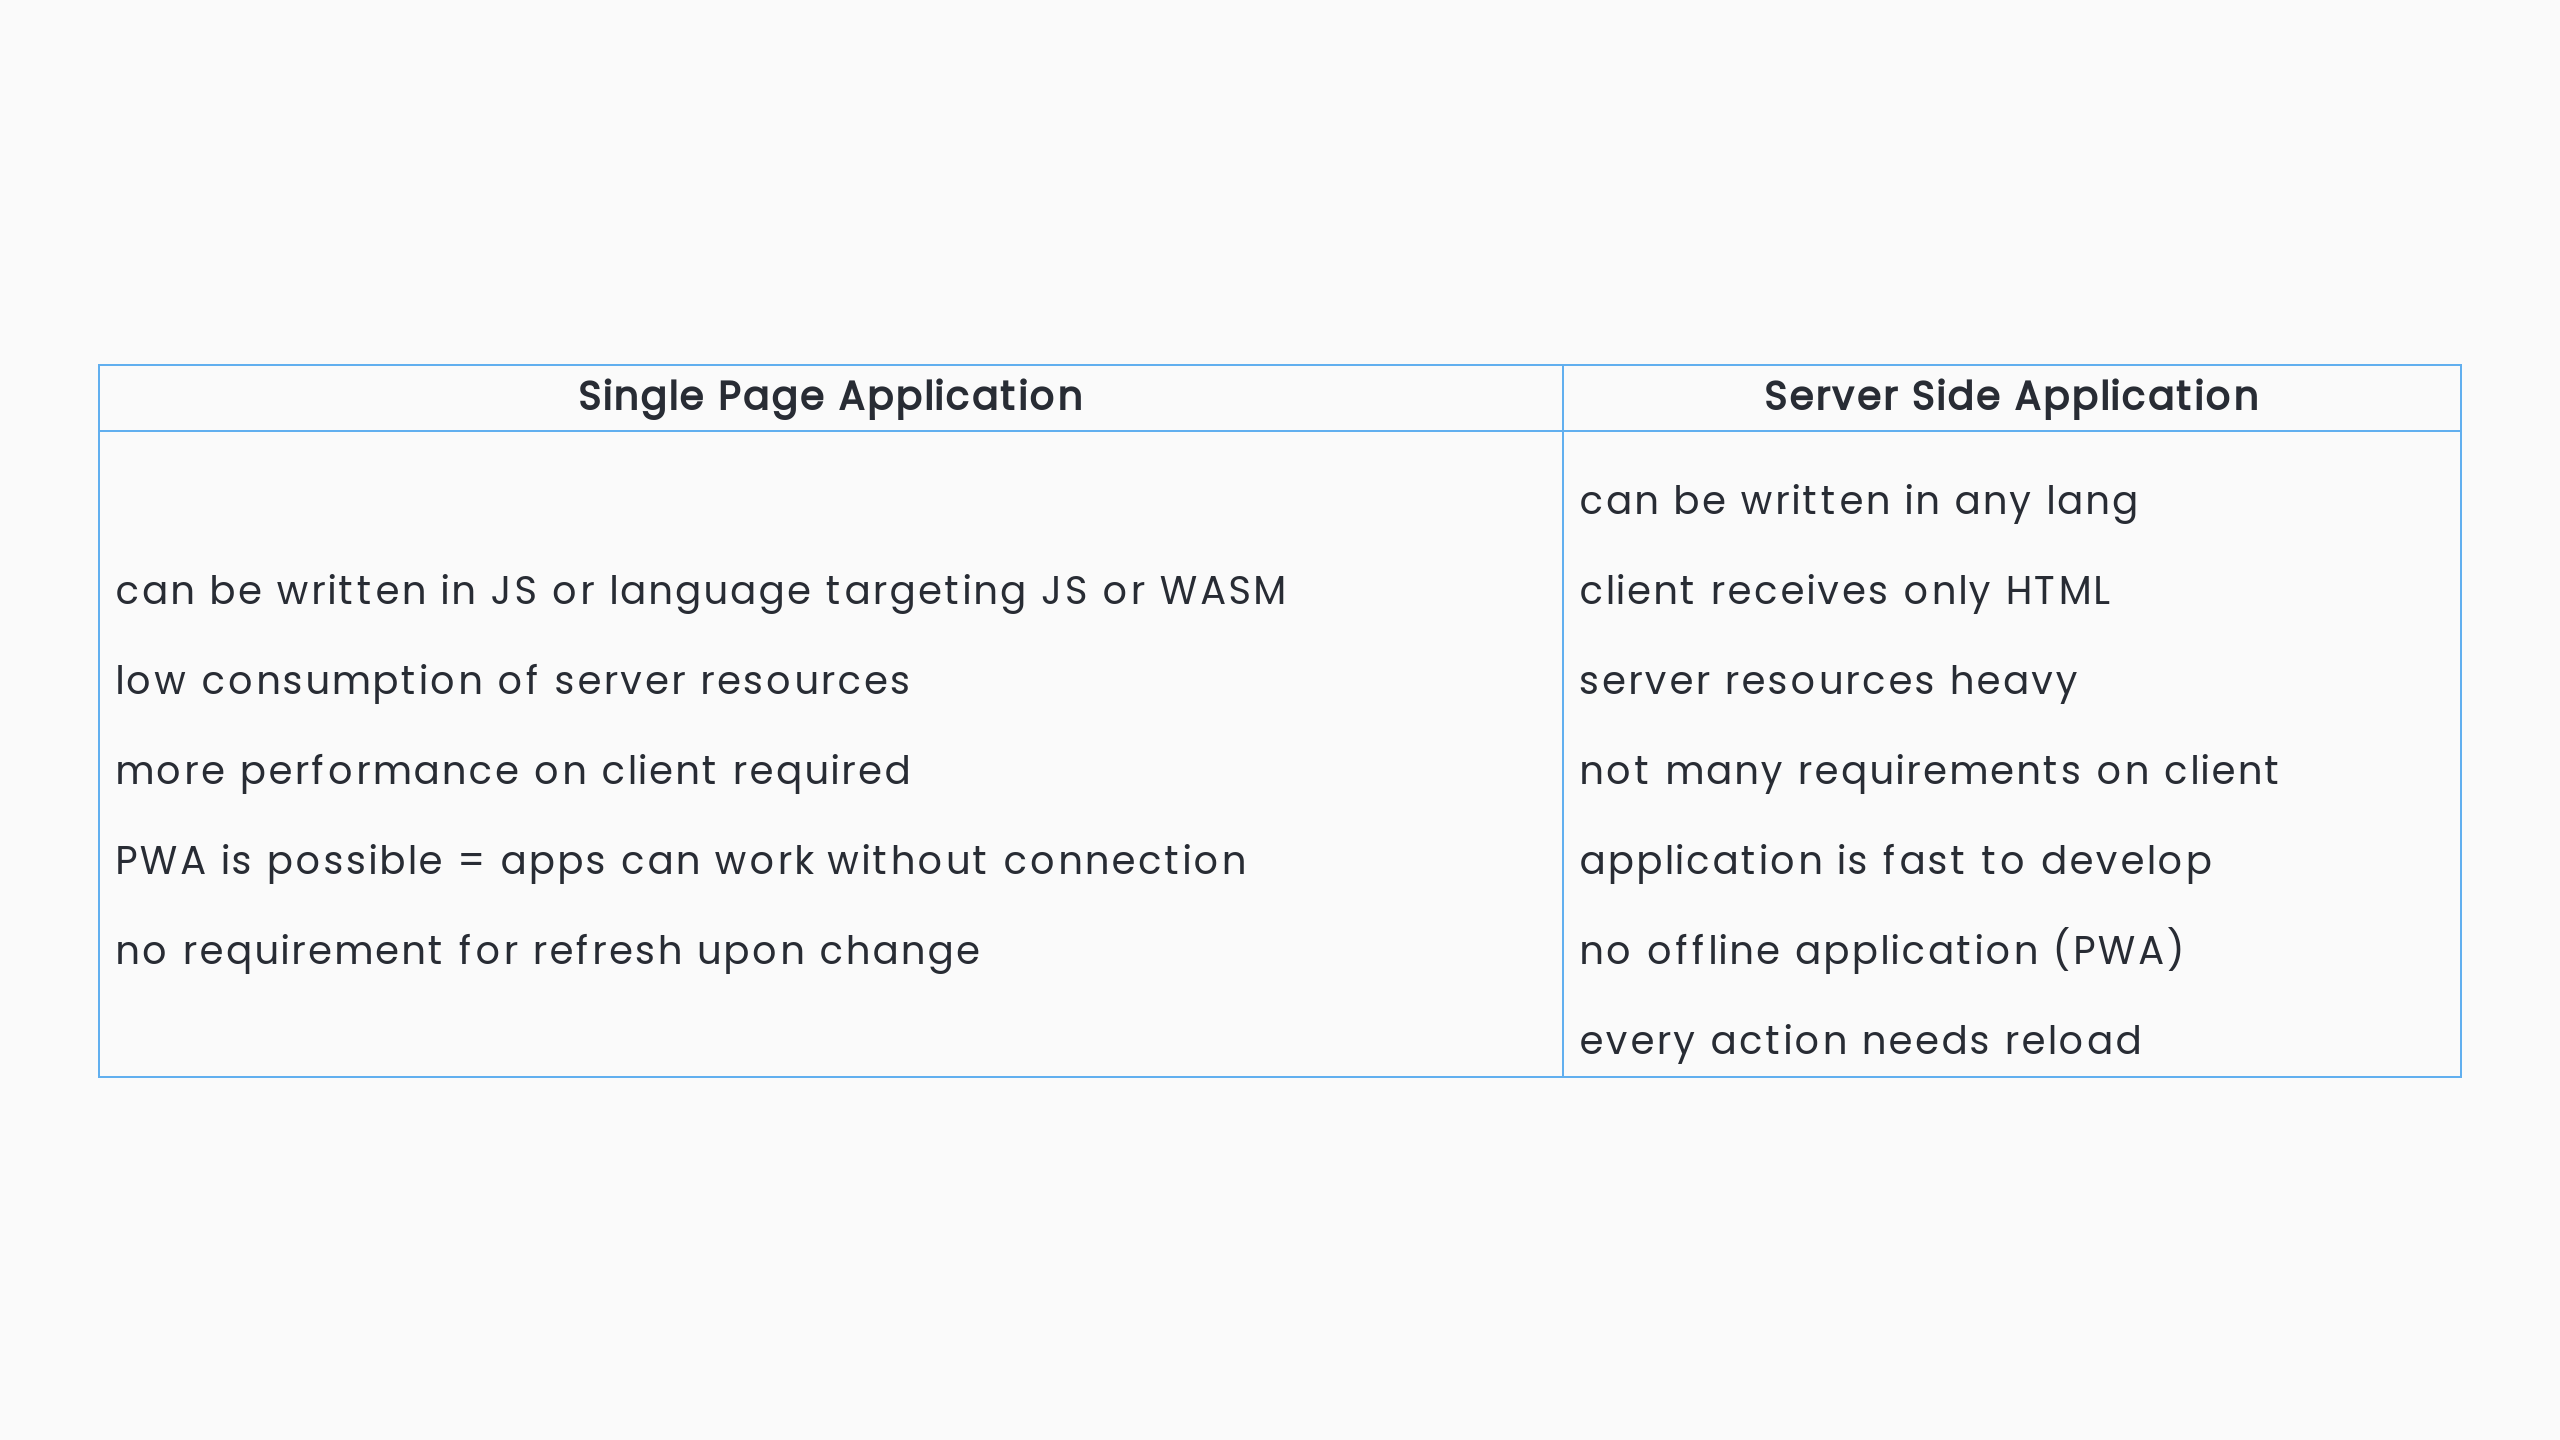 Single Page Application
Server Side Application
can be written in JS or language targeting JS or WASM
low consumption of server resources
more performance on client required
PWA is possible = apps can work without connection
no requirement for refresh upon change
can be written in any lang
client receives only HTML
server resources heavy
not many requirements on client
application is fast to develop
no offline application (PWA)
every action needs reload